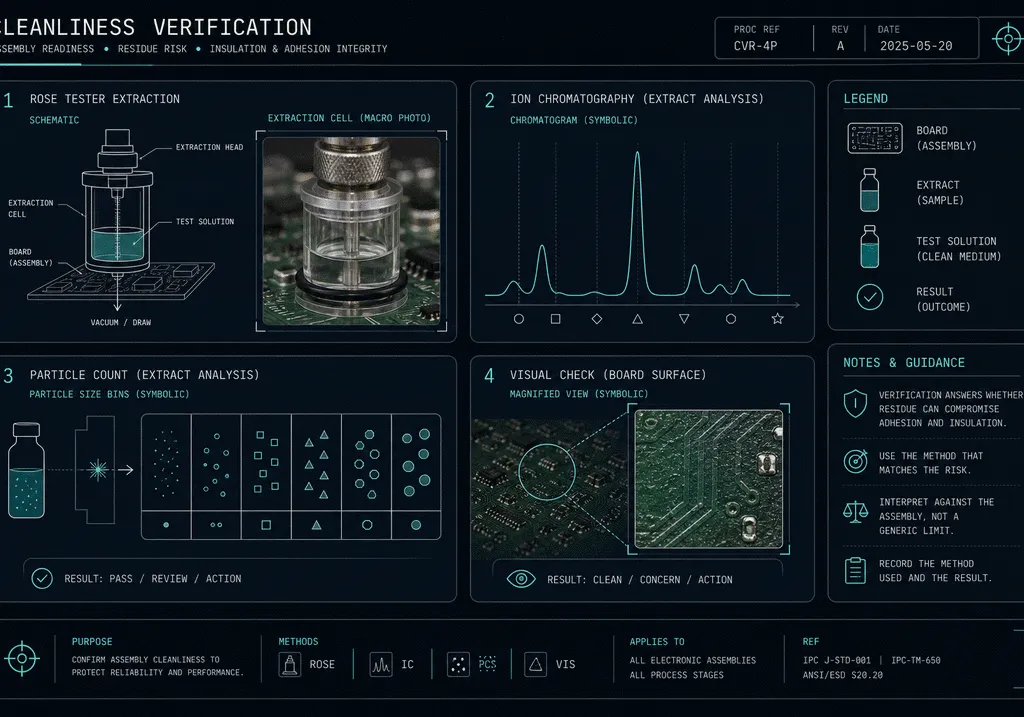 CLEANLINESS VERIFICATION
ASSEMBLY READINESS • RESIDUE RISK • INSULATION & ADHESION INTEGRITY
PROC REF
CVR-4P
REV
A
DATE
2025-05-20
1 ROSE TESTER EXTRACTION
SCHEMATIC
EXTRACTION HEAD
EXTRACTION
CELL
TEST SOLUTION
BOARD
(ASSEMBLY)
VACUUM / DRAW
EXTRACTION CELL (MACRO PHOTO)
2 ION CHROMATOGRAPHY (EXTRACT ANALYSIS)
CHROMATOGRAM (SYMBOLIC)
LEGEND
BOARD
(ASSEMBLY)
EXTRACT
(SAMPLE)
TEST SOLUTION
(CLEAN MEDIUM)
RESULT
(OUTCOME)
3 PARTICLE COUNT (EXTRACT ANALYSIS)
PARTICLE SIZE BINS (SYMBOLIC)
RESULT: PASS / REVIEW / ACTION
4 VISUAL CHECK (BOARD SURFACE)
MAGNIFIED VIEW (SYMBOLIC)
RESULT: CLEAN / CONCERN / ACTION
NOTES & GUIDANCE
VERIFICATION ANSWERS WHETHER
RESIDUE CAN COMPROMISE
ADHESION AND INSULATION.
USE THE METHOD THAT
MATCHES THE RISK.
INTERPRET AGAINST THE
ASSEMBLY, NOT A
GENERIC LIMIT.
RECORD THE METHOD
USED AND THE RESULT.
PURPOSE
CONFIRM ASSEMBLY CLEANLINESS TO
PROTECT RELIABILITY AND PERFORMANCE.
METHODS
ROSE
IC
PCS
VIS
APPLIES TO
ALL ELECTRONIC ASSEMBLIES
ALL PROCESS STAGES
REF
IPC J-STD-001 | IPC-TM-650
ANSI/ESD S20.20